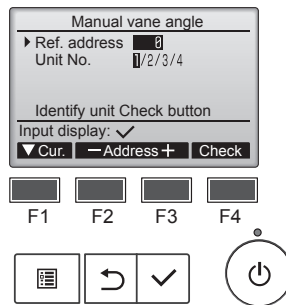 Manual vane angle
Ref. address 0
Unit No. 1/2/3/4
Identify unit Check button
Input display: ✓
▼Cur. −Address+ Check
F1 F2 F3 F4